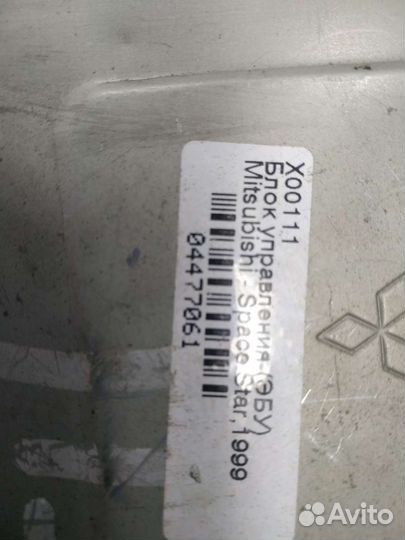 X00111
Блок управления (ЭБУ)
Mitsubishi - Space Star, 1999
04477061
Avito